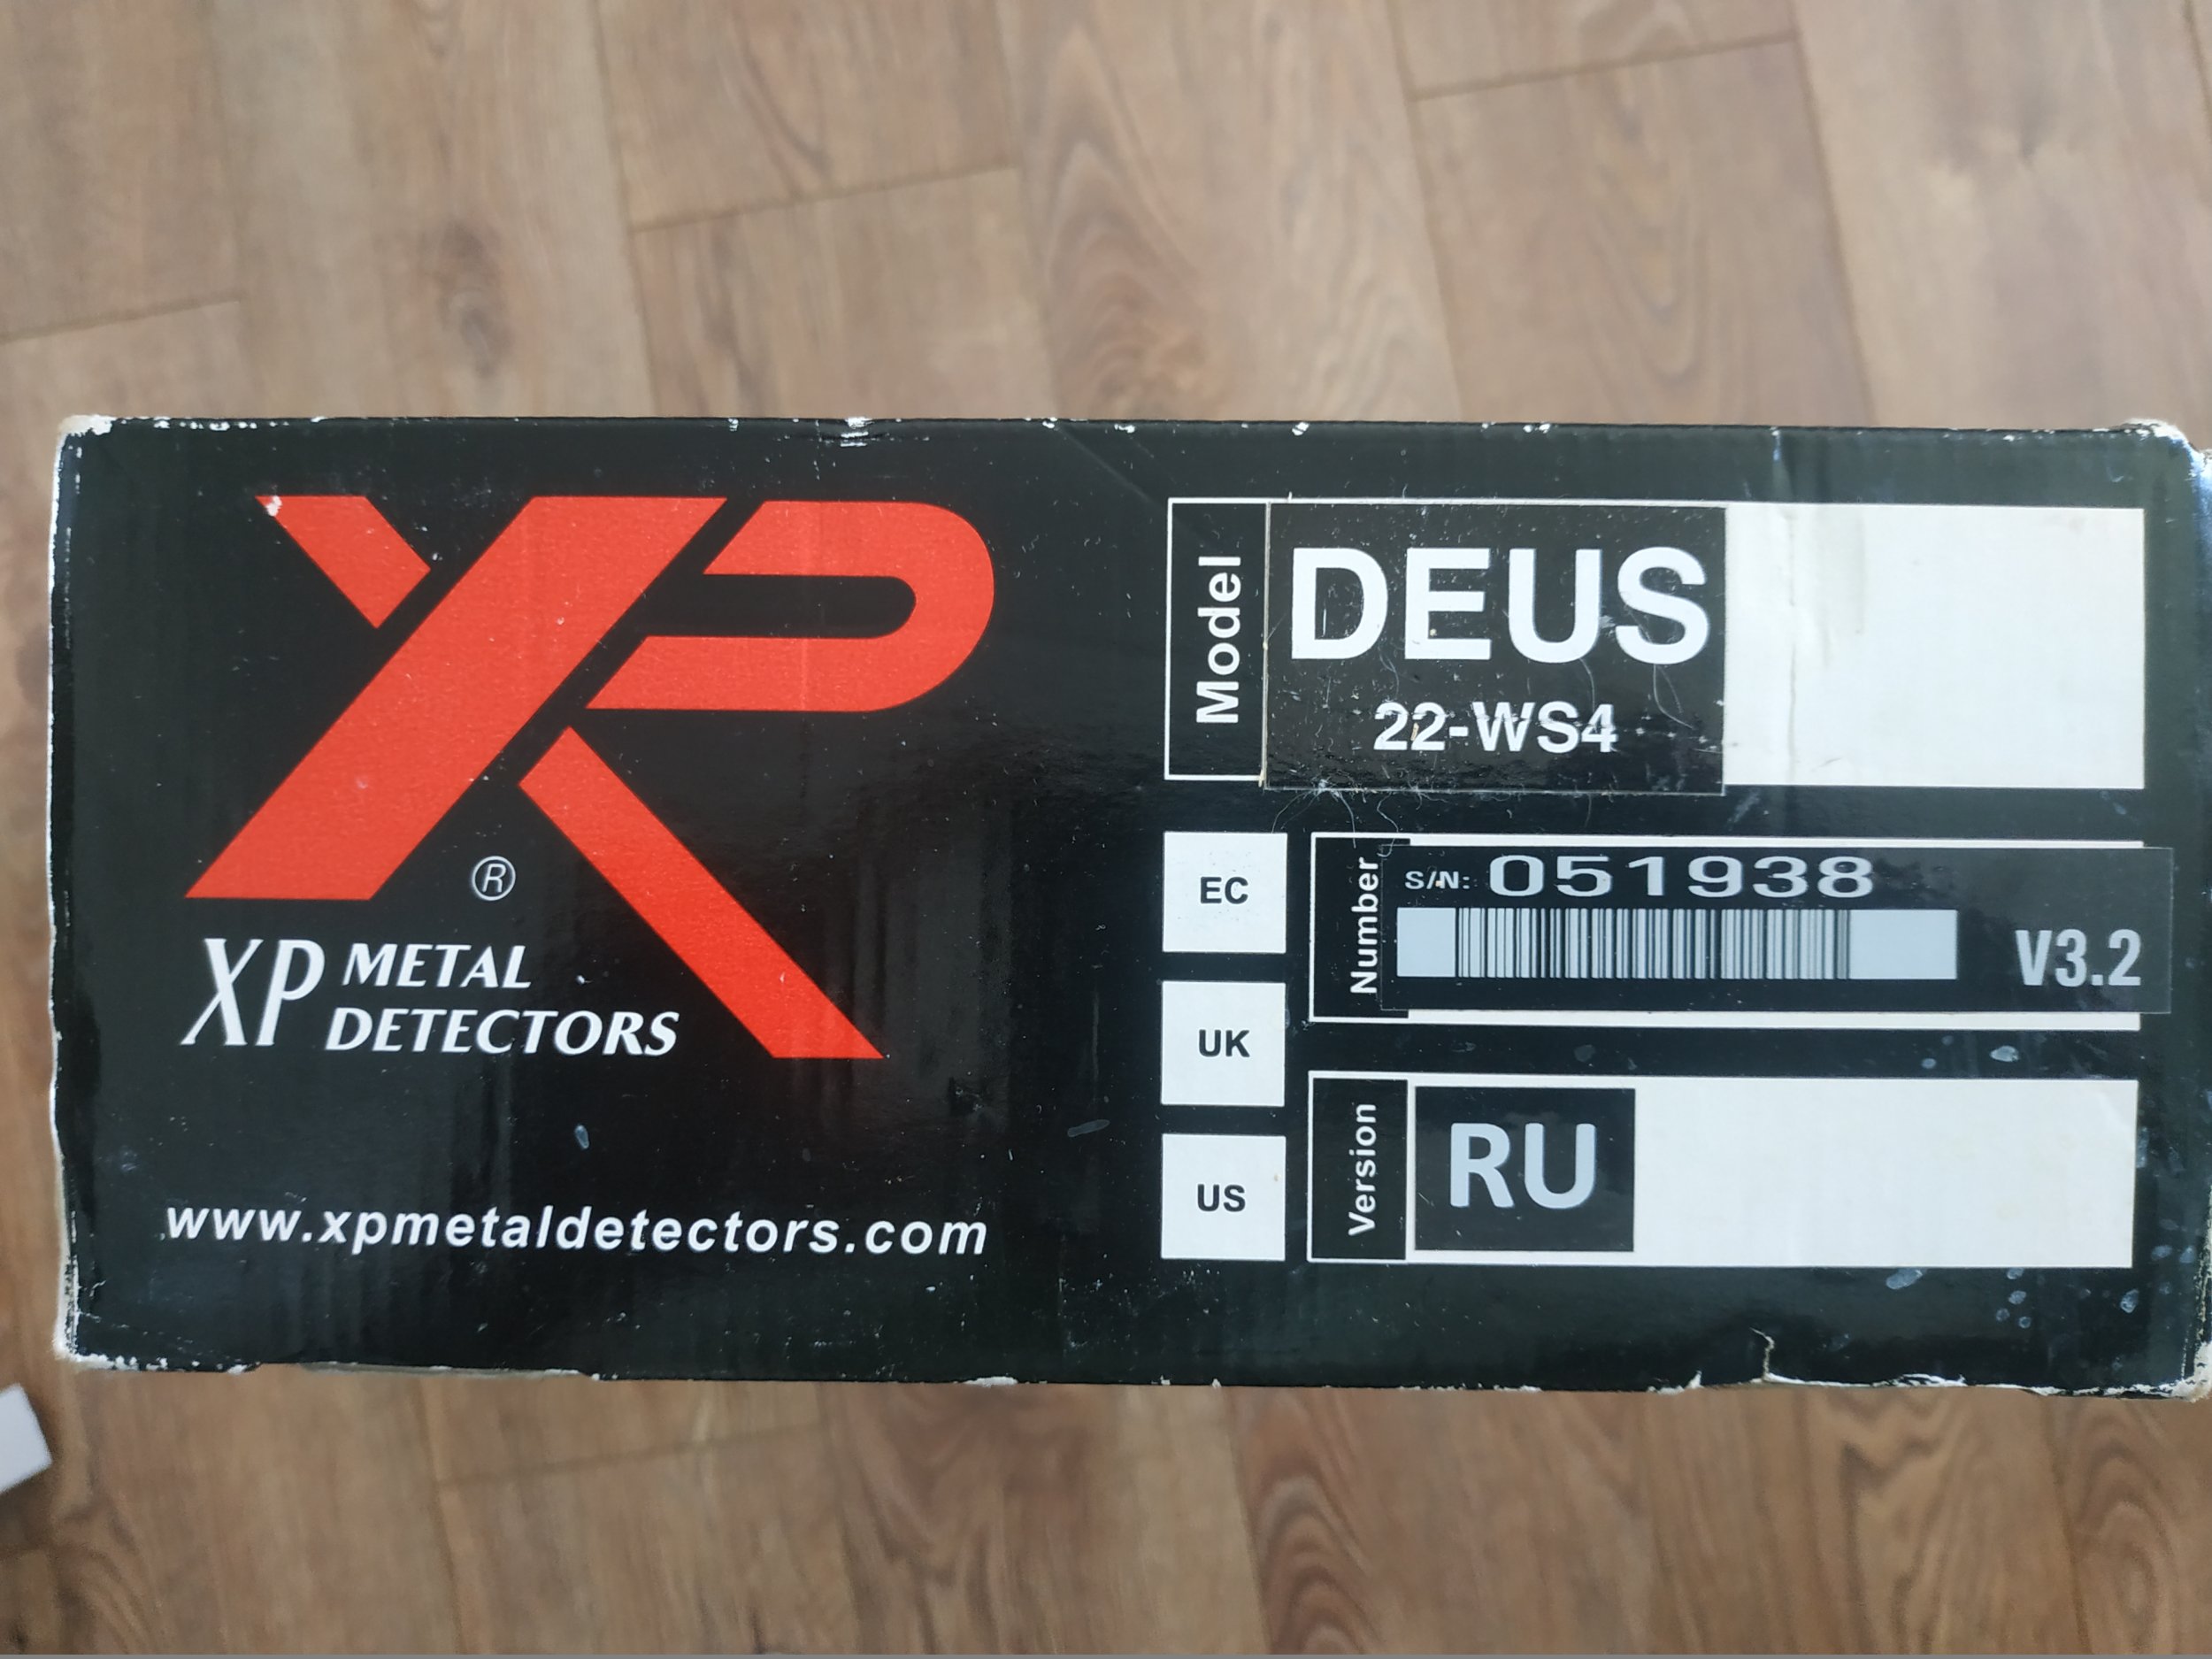 XP
®
XP METAL
DETECTORS
www.xpmetaldetectors.com
Model
DEUS
22-WS4
EC
UK
US
Number
S/N: 051938
V3.2
Version
RU